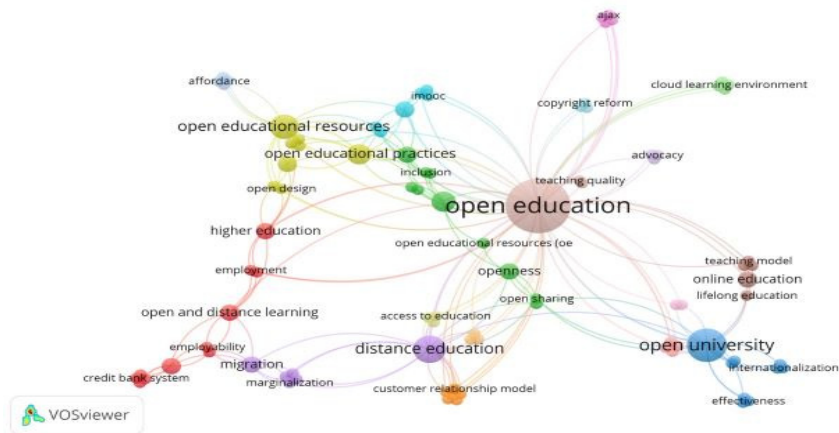 ajax
affordance
cloud learning environment
imooc
copyright reform
open educational resources
open educational practices
advocacy
inclusion
teaching quality
open design
open education
higher education
open educational resources (oe
teaching model
employment
openness
online education
lifelong education
open sharing
open and distance learning
access to education
employability
distance education
open university
migration
internationalization
credit bank system
marginalization
customer relationship model
effectiveness
VOSviewer